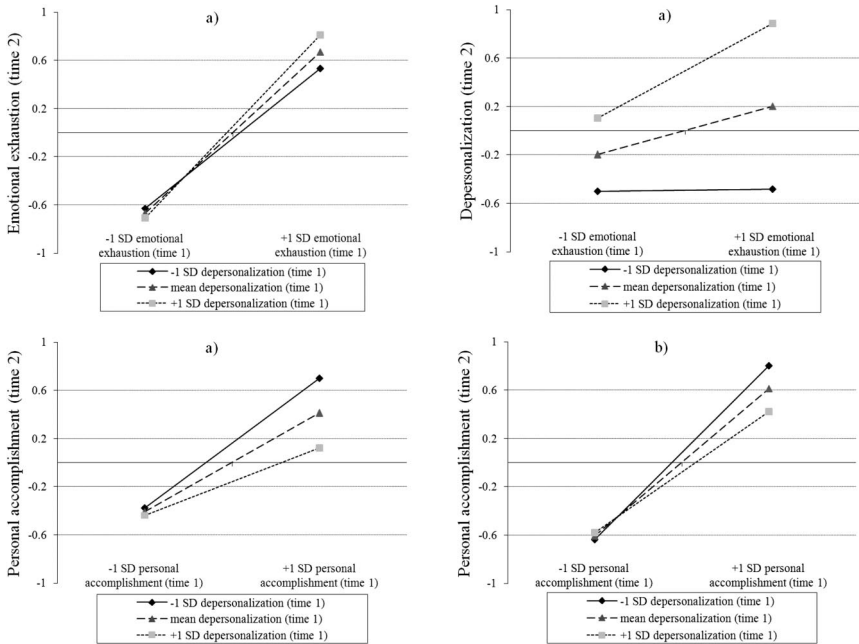 a)
Emotional exhaustion (time 2)
1
0.6
0.2
-0.2
-0.6
-1
-1 SD emotional
exhaustion (time 1)
+1 SD emotional
exhaustion (time 1)
-1 SD depersonalization (time 1)
mean depersonalization (time 1)
+1 SD depersonalization (time 1)
a)
Depersonalization (time 2)
1
0.6
0.2
-0.2
-0.6
-1
-1 SD emotional
exhaustion (time 1)
+1 SD emotional
exhaustion (time 1)
-1 SD depersonalization (time 1)
mean depersonalization (time 1)
+1 SD depersonalization (time 1)
a)
Personal accomplishment (time 2)
1
0.6
0.2
-0.2
-0.6
-1
-1 SD personal
accomplishment (time 1)
+1 SD personal
accomplishment (time 1)
-1 SD depersonalization (time 1)
mean depersonalization (time 1)
+1 SD depersonalization (time 1)
b)
Personal accomplishment (time 2)
1
0.6
0.2
-0.2
-0.6
-1
-1 SD personal
accomplishment (time 1)
+1 SD personal
accomplishment (time 1)
-1 SD depersonalization (time 1)
mean depersonalization (time 1)
+1 SD depersonalization (time 1)